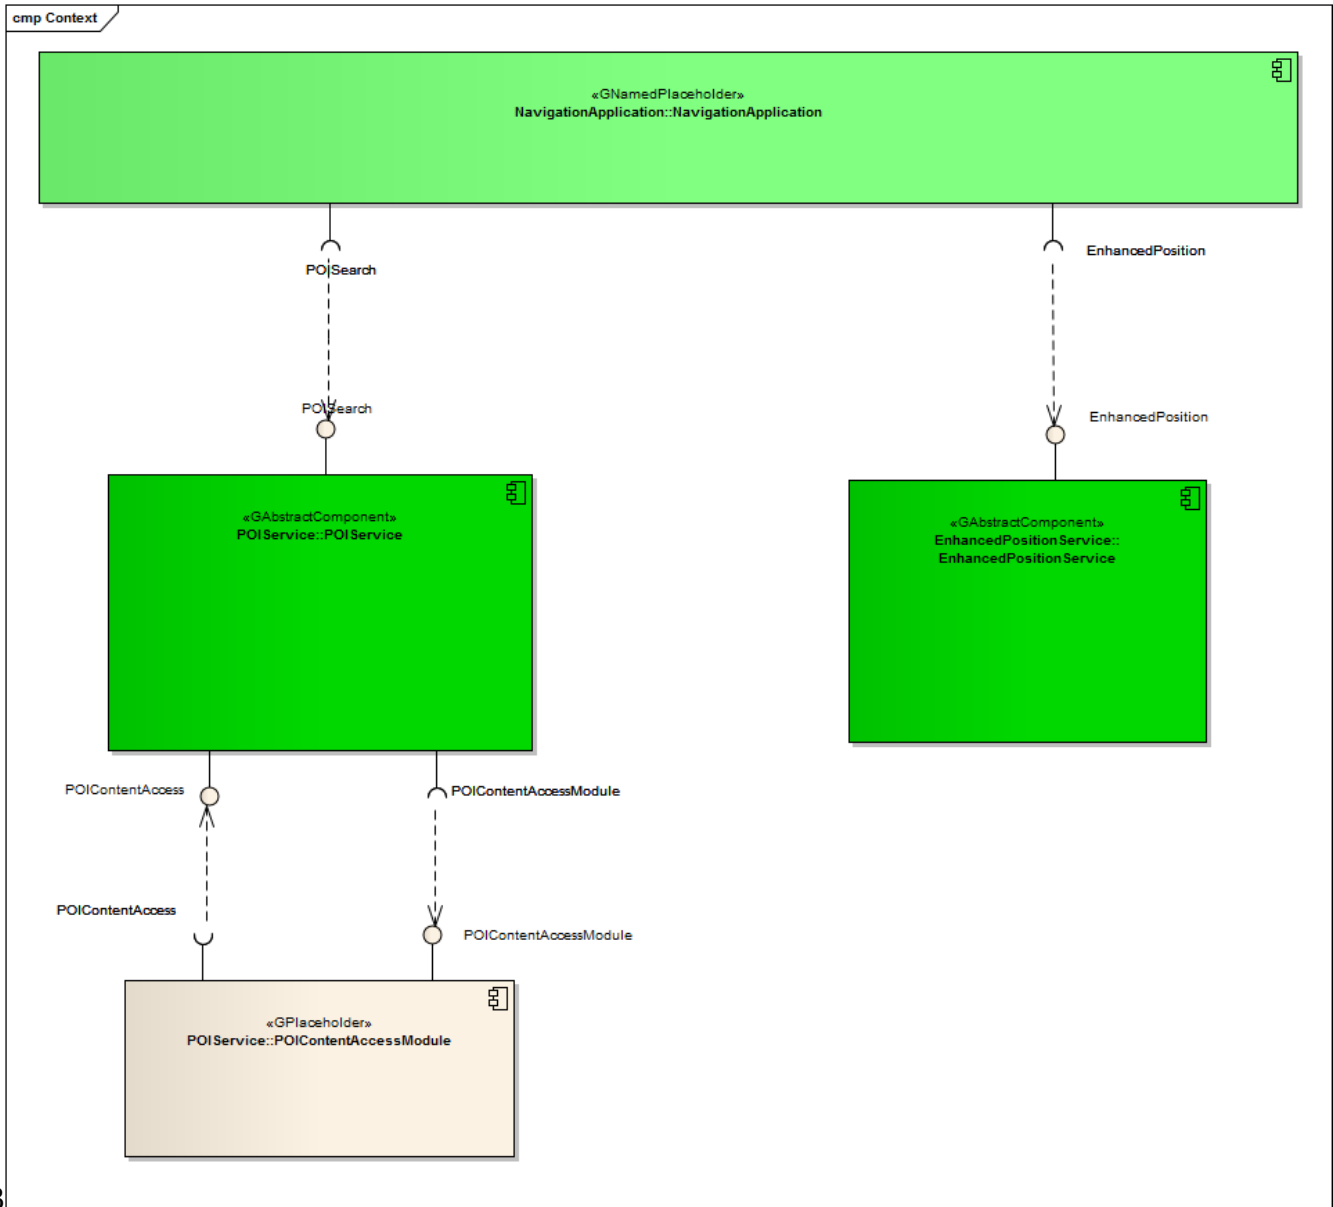 cmp Context
«GNamedPlaceholder»
NavigationApplication::NavigationApplication
POISearch
EnhancedPosition
POISearch
EnhancedPosition
«GAbstractComponent»
POIService::POIService
«GAbstractComponent»
EnhancedPositionService::
EnhancedPositionService
POIContentAccess
POIContentAccessModule
POIContentAccess
POIContentAccessModule
«GPlaceholder»
POIService::POIContentAccessModule